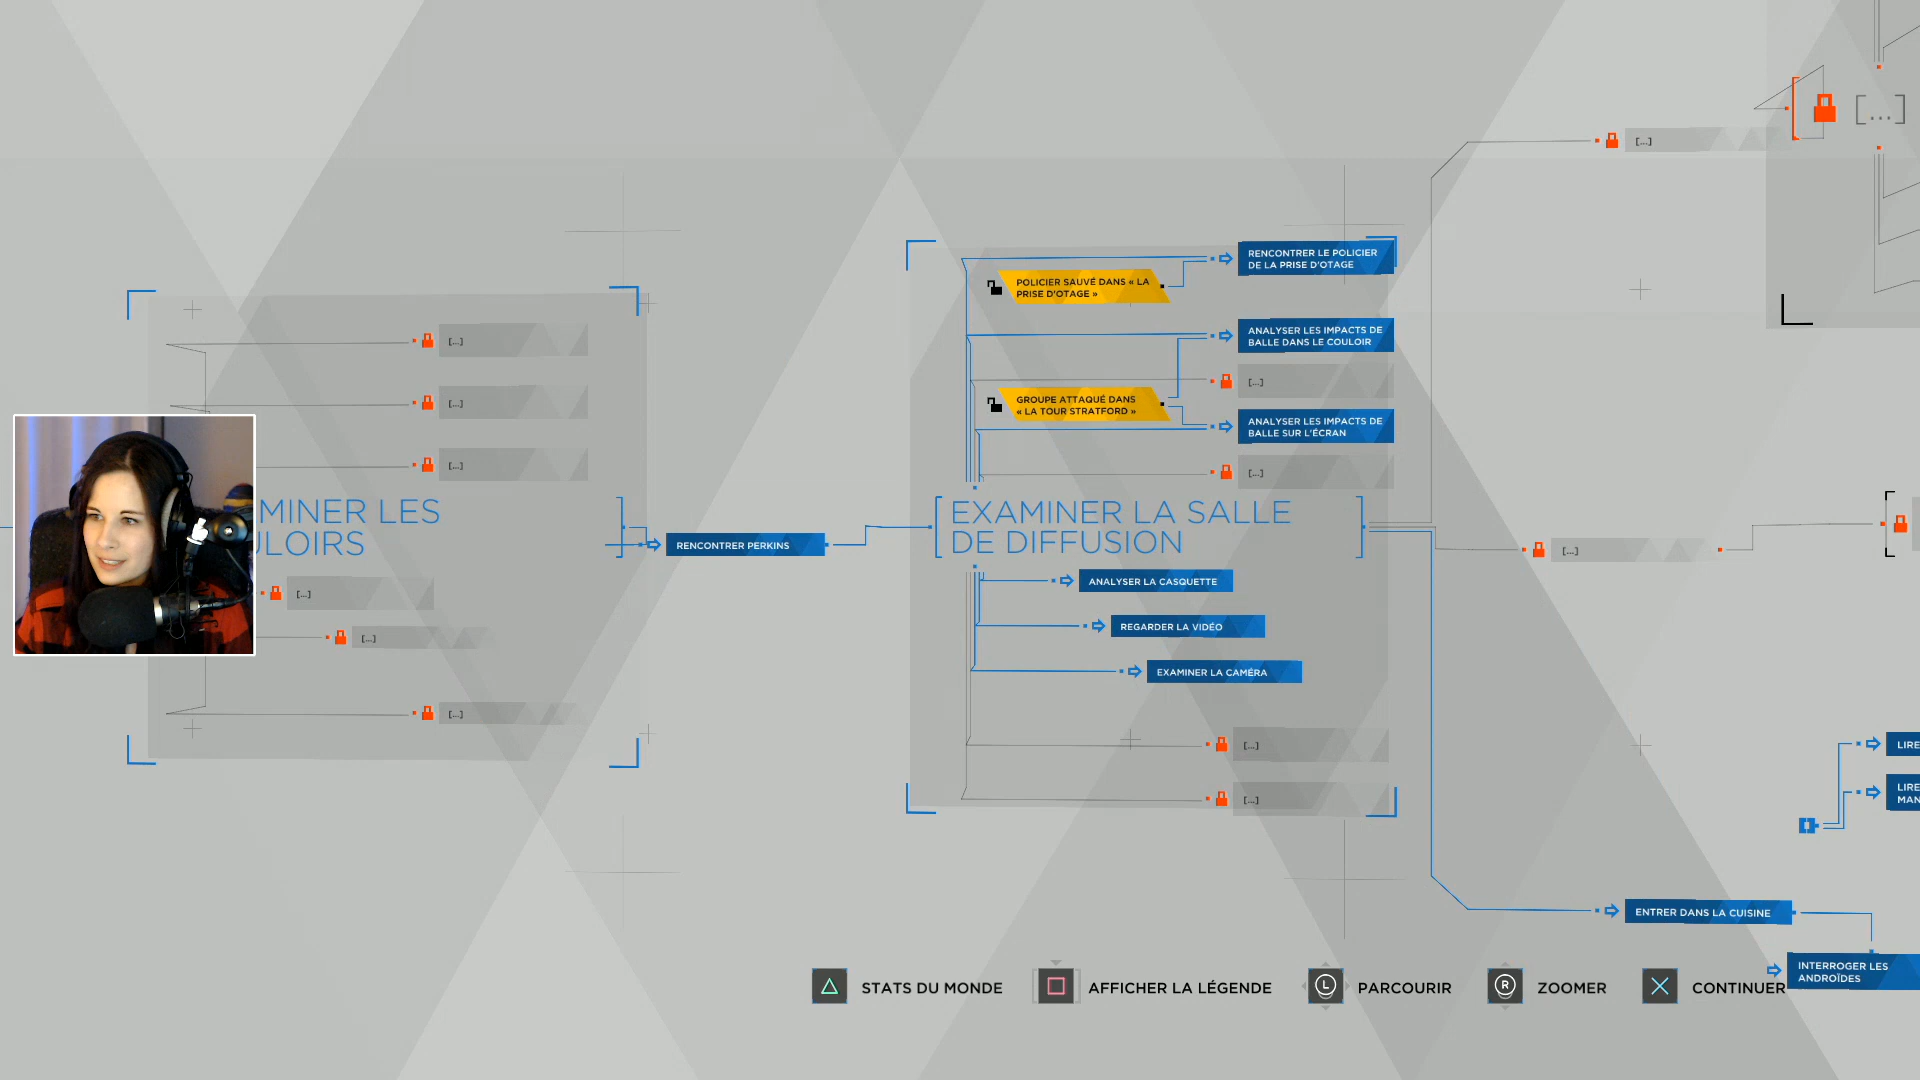 [...]
[...]
[...]
[...]
MINER LES
ULOIRS
[...]
[...]
[...]
RENCONTRER PERKINS
RENCONTRER LE POLICIER
DE LA PRISE D'OTAGE
POLICIER SAUVÉ DANS « LA
PRISE D'OTAGE »
ANALYSER LES IMPACTS DE
BALLE DANS LE COULOIR
[...]
GROUPE ATTAQUÉ DANS
« LA TOUR STRATFORD »
ANALYSER LES IMPACTS DE
BALLE SUR L'ÉCRAN
[...]
EXAMINER LA SALLE
DE DIFFUSION
ANALYSER LA CASQUETTE
REGARDER LA VIDÉO
EXAMINER LA CAMÉRA
[...]
[...]
[...]
[...]
LIRE
LIRE
MAN
ENTRER DANS LA CUISINE
INTERROGER LES
ANDROÏDES
STATS DU MONDE
AFFICHER LA LÉGENDE
L
PARCOURIR
R
ZOOMER
CONTINUER